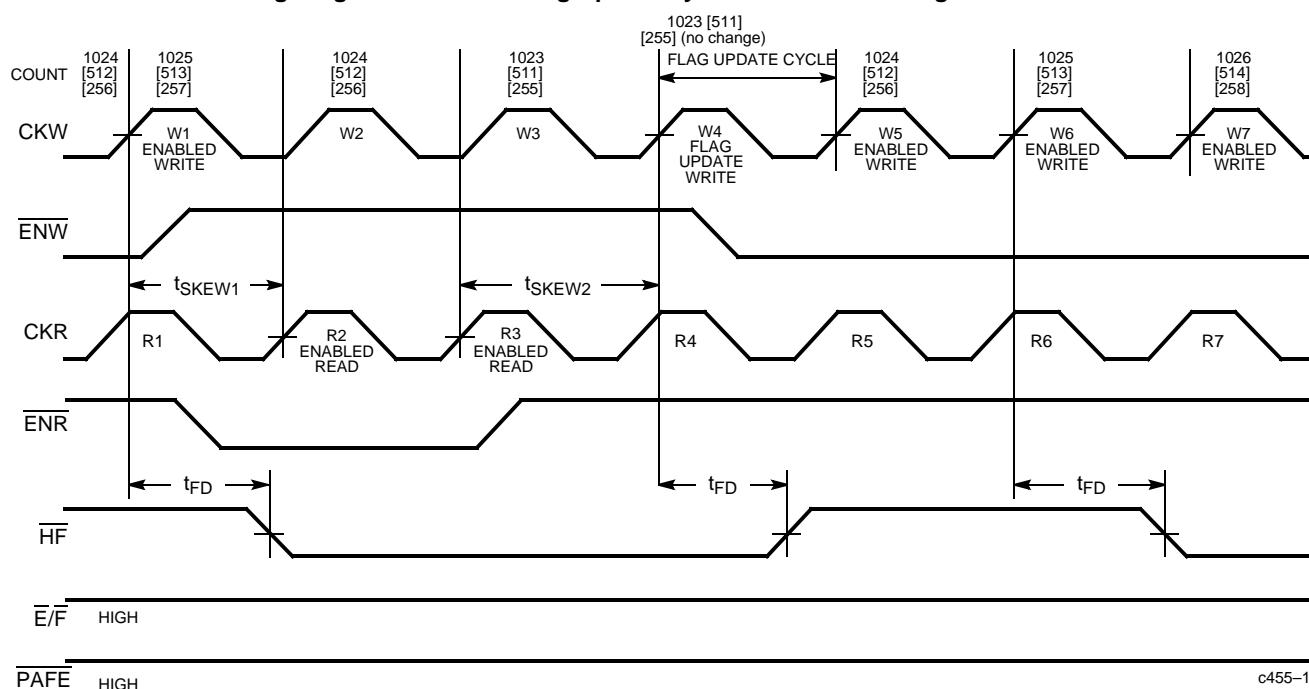 1023 [511]
[255] (no change)
FLAG UPDATE CYCLE
COUNT
1024
[512]
[256]
1025
[513]
[257]
1024
[512]
[256]
1023
[511]
[255]
1024
[512]
[256]
1025
[513]
[257]
1026
[514]
[258]
CKW
W1
ENABLED
WRITE
W2
W3
W4
FLAG
UPDATE
WRITE
W5
ENABLED
WRITE
W6
ENABLED
WRITE
W7
ENABLED
WRITE
ENW
tSKEW1
tSKEW2
CKR
R1
R2
ENABLED
READ
R3
ENABLED
READ
R4
R5
R6
R7
ENR
tFD
tFD
tFD
HF
E/F
HIGH
PAFE
HIGH
c455–1